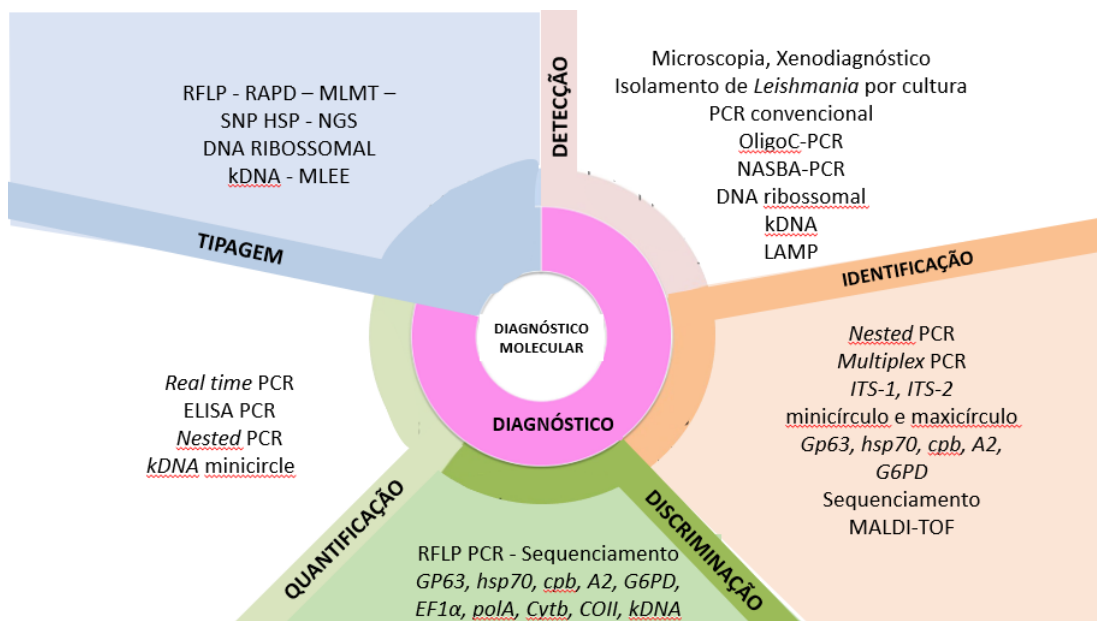 RFLP - RAPD – MLMT –
SNP HSP - NGS
DNA RIBOSSOMAL
kDNA - MLEE
TIPAGEM
DETECÇÃO
Microscopia, Xenodiagnóstico
Isolamento de Leishmania por cultura
PCR convencional
OligoC-PCR
NASBA-PCR
DNA ribossomal
kDNA
LAMP
IDENTIFICAÇÃO
Nested PCR
Multiplex PCR
ITS-1, ITS-2
minicírculo e maxicírculo
Gp63, hsp70, cpb, A2,
G6PD
Sequenciamento
MALDI-TOF
DIAGNÓSTICO
MOLECULAR
DIAGNÓSTICO
Real time PCR
ELISA PCR
Nested PCR
kDNA minicircle
QUANTIFICAÇÃO
DISCRIMINAÇÃO
RFLP PCR - Sequenciamento
GP63, hsp70, cpb, A2, G6PD,
EF1α, polA, Cytb, COII, kDNA